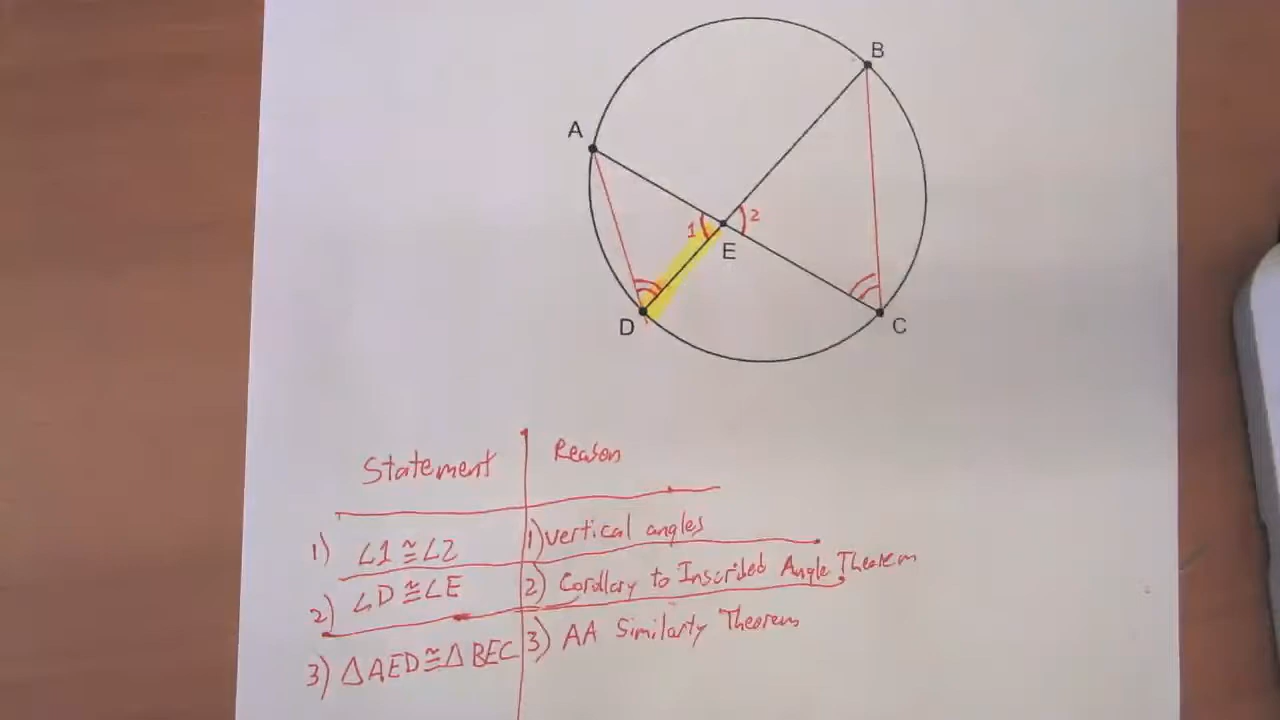 B
A
1
2
E
D
C
Statement Reason
1) ∠1 ≅ ∠2 1) vertical angles
2) ∠D ≅ ∠E 2) Corollary to Inscribed Angle Theorem
3) △AED ≅ △BEC 3) AA Similarty Theorem